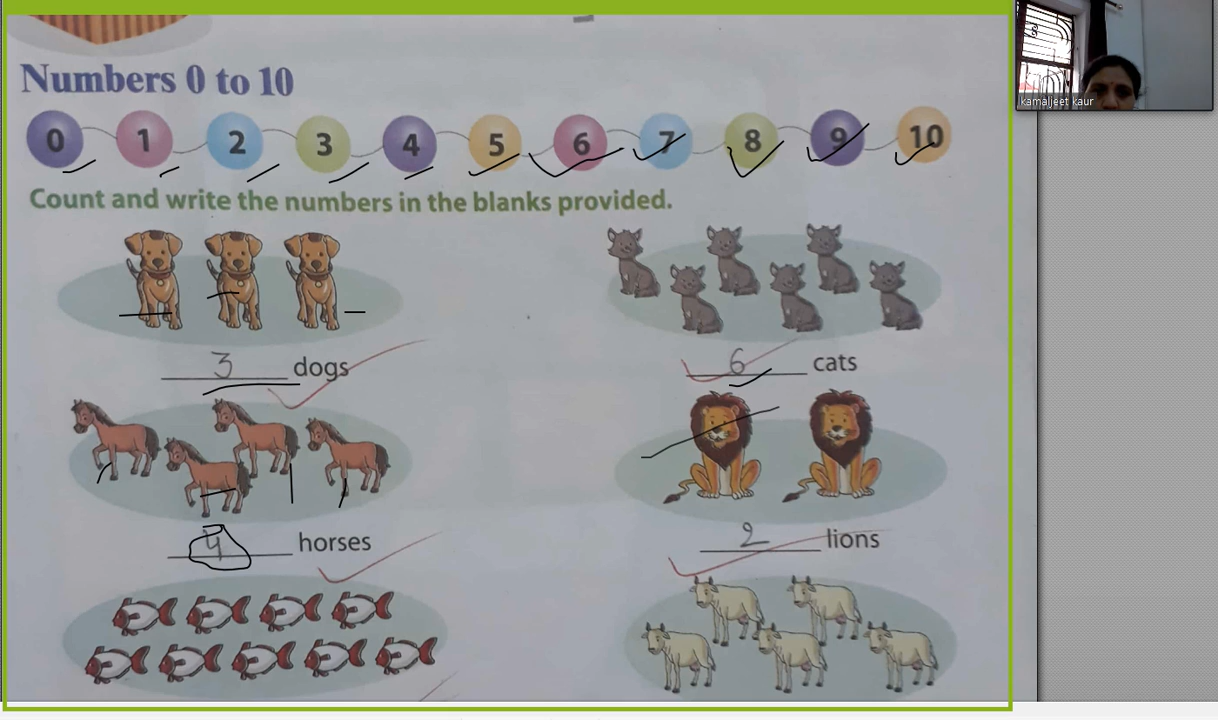 Numbers 0 to 10
0 1 2 3 4 5 6 7 8 9 10
Count and write the numbers in the blanks provided.
3 dogs
6 cats
4 horses
2 lions
kamaljeet kaur